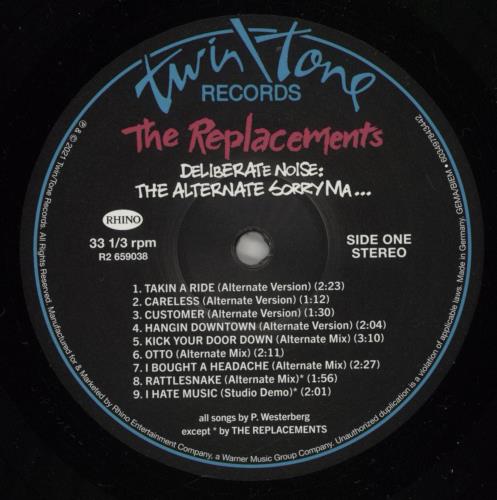 twin/tone
RECORDS
The Replacements
DELIBERATE NOISE:
THE ALTERNATE SORRY MA...
RHINO
33 1/3 rpm
R2 659038
SIDE ONE
STEREO
1. TAKIN A RIDE (Alternate Version) (2:23)
2. CARELESS (Alternate Version) (1:12)
3. CUSTOMER (Alternate Version) (1:30)
4. HANGIN DOWNTOWN (Alternate Version) (2:04)
5. KICK YOUR DOOR DOWN (Alternate Mix) (3:10)
6. OTTO (Alternate Mix) (2:11)
7. I BOUGHT A HEADACHE (Alternate Mix) (2:27)
8. RATTLESNAKE (Alternate Mix)* (1:56)
9. I HATE MUSIC (Studio Demo)* (2:01)
all songs by P. Westerberg
except * by THE REPLACEMENTS
℗ & © 2021 Twin/Tone Records. All Rights Reserved. Manufactured for & Marketed by Rhino Entertainment Company, a Warner Music Group Company. Unauthorized duplication is a violation of applicable laws. Made in Germany. GEMA/BIEM • 603497843442